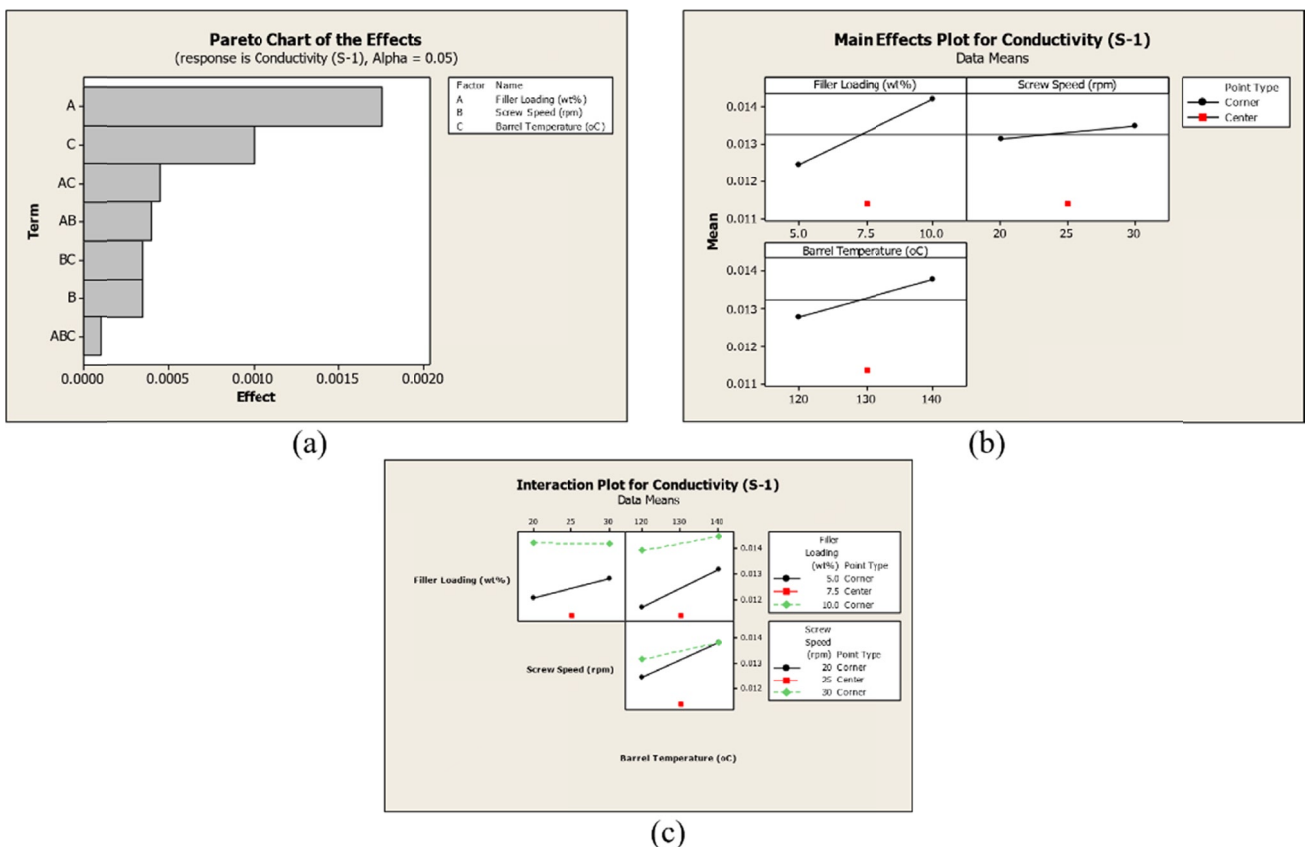 Pareto Chart of the Effects
(response is Conductivity (S-1), Alpha = 0.05)
Factor Name
A Filler Loading (wt%)
B Screw Speed (rpm)
C Barrel Temperature (oC)
Term
A
C
AC
AB
BC
B
ABC
0.0000 0.0005 0.0010 0.0015 0.0020
Effect
(a)
Main Effects Plot for Conductivity (S-1)
Data Means
Filler Loading (wt%) Screw Speed (rpm)
Point Type
Corner
Center
Mean
0.014
0.013
0.012
0.011
5.0 7.5 10.0 20 25 30
Barrel Temperature (oC)
0.014
0.013
0.012
0.011
120 130 140
(b)
Interaction Plot for Conductivity (S-1)
Data Means
20 25 30 120 130 140
Filler Loading (wt%)
0.014
0.013
0.012
Filler
Loading
(wt%) Point Type
5.0 Corner
7.5 Center
10.0 Corner
Screw Speed (rpm)
0.014
0.013
0.012
Screw
Speed
(rpm) Point Type
20 Corner
25 Center
30 Corner
Barrel Temperature (oC)
(c)